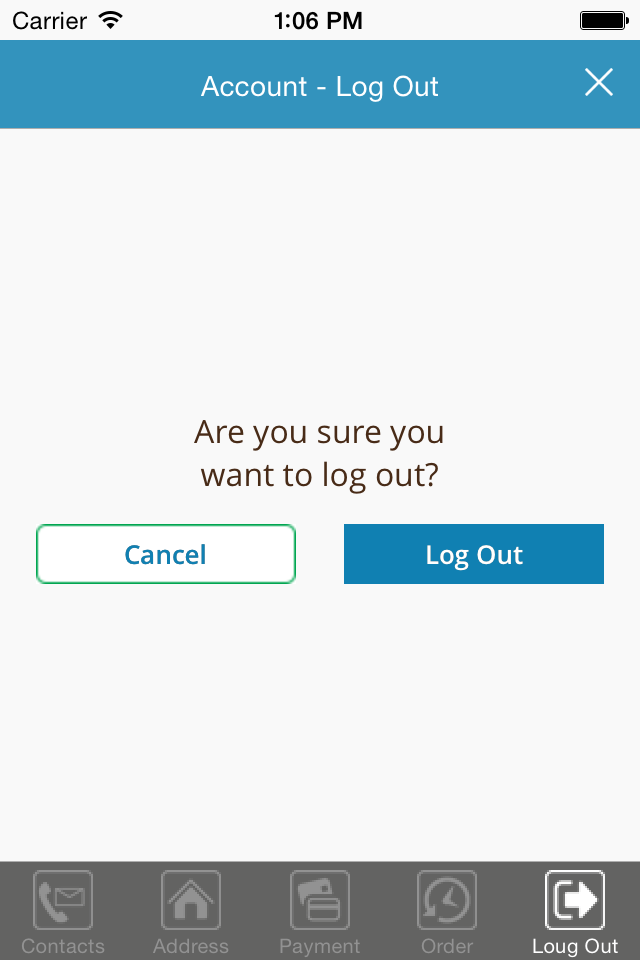 Carrier 1:06 PM
Account - Log Out
Are you sure you
want to log out?
Cancel Log Out
Contacts Address Payment Order Loug Out